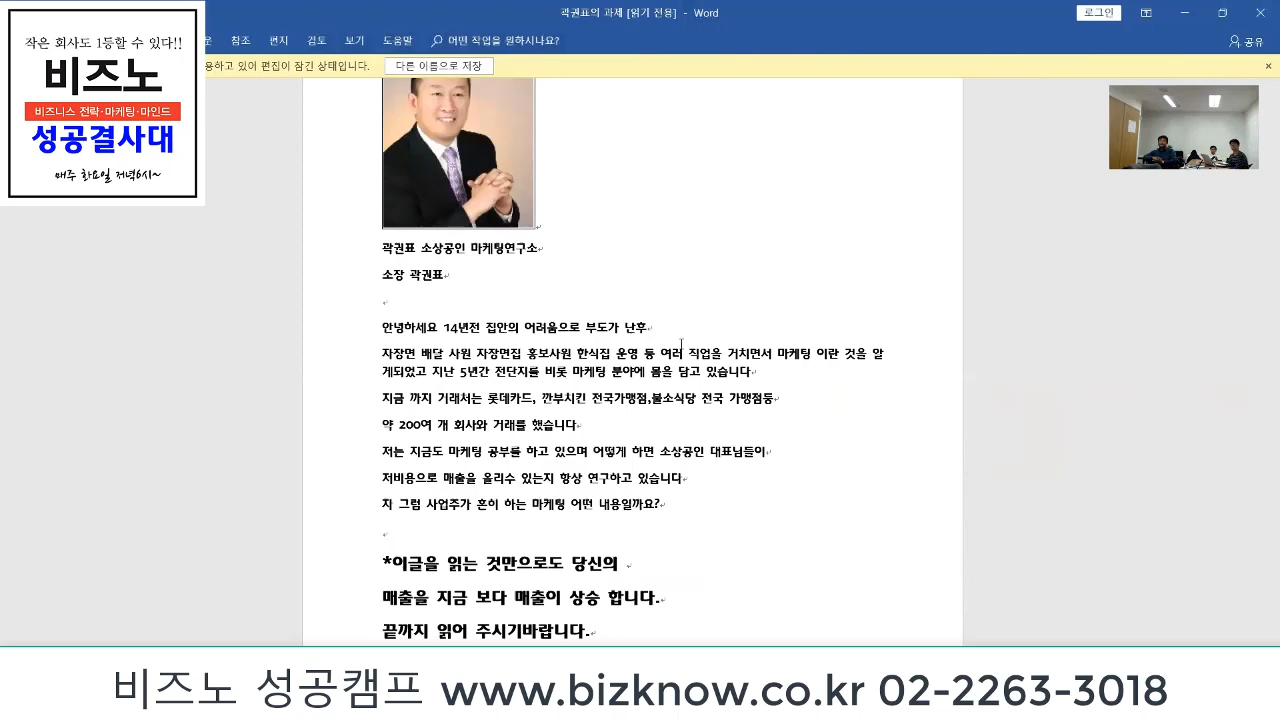 곽권표의 과제 [읽기 전용] - Word
로그인
작은 회사도 1등할 수 있다!!
비즈노
비즈니스 전략·마케팅·마인드
성공결사대
매주 화요일 저녁6시~
참조 편지 검토 보기 도움말 어떤 작업을 원하시나요?
공유
용하고 있어 편집이 잠긴 상태입니다. 다른 이름으로 저장
곽권표 소상공인 마케팅연구소
소장 곽권표
안녕하세요 14년전 집안의 어려움으로 부도가 난후
자장면 배달 사원 자장면집 홍보사원 한식집 운영 등 여러 직업을 거치면서 마케팅 이란 것을 알
게되었고 지난 5년간 전단지를 비롯 마케팅 분야에 몸을 담고 있습니다
지금 까지 거래서는 롯데카드, 깐부치킨 전국가맹점,불소식당 전국 가맹점등
약 200여 개 회사와 거래를 했습니다
저는 지금도 마케팅 공부를 하고 있으며 어떻게 하면 소상공인 대표님들이
저비용으로 매출을 올리수 있는지 항상 연구하고 있습니다
자 그럼 사업주가 흔히 하는 마케팅 어떤 내용일까요?
*이글을 읽는 것만으로도 당신의
매출을 지금 보다 매출이 상승 합니다.
끝까지 읽어 주시기바랍니다.
비즈노 성공캠프 www.bizknow.co.kr 02-2263-3018